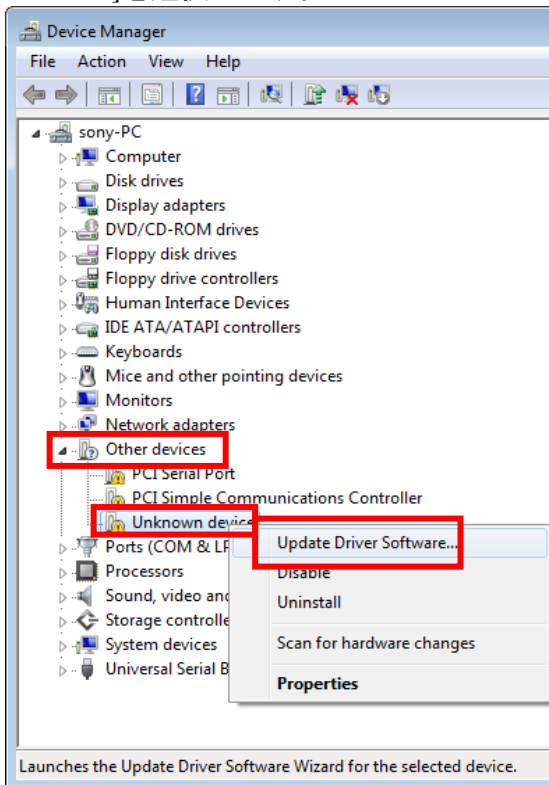 Device Manager
File Action View Help
sony-PC
Computer
Disk drives
Display adapters
DVD/CD-ROM drives
Floppy disk drives
Floppy drive controllers
Human Interface Devices
IDE ATA/ATAPI controllers
Keyboards
Mice and other pointing devices
Monitors
Network adapters
Other devices
PCI Serial Port
PCI Simple Communications Controller
Unknown device
Update Driver Software...
Ports (COM & LP
Disable
Processors
Uninstall
Sound, video and
Storage controlle
Scan for hardware changes
System devices
Universal Serial B
Properties
Launches the Update Driver Software Wizard for the selected device.